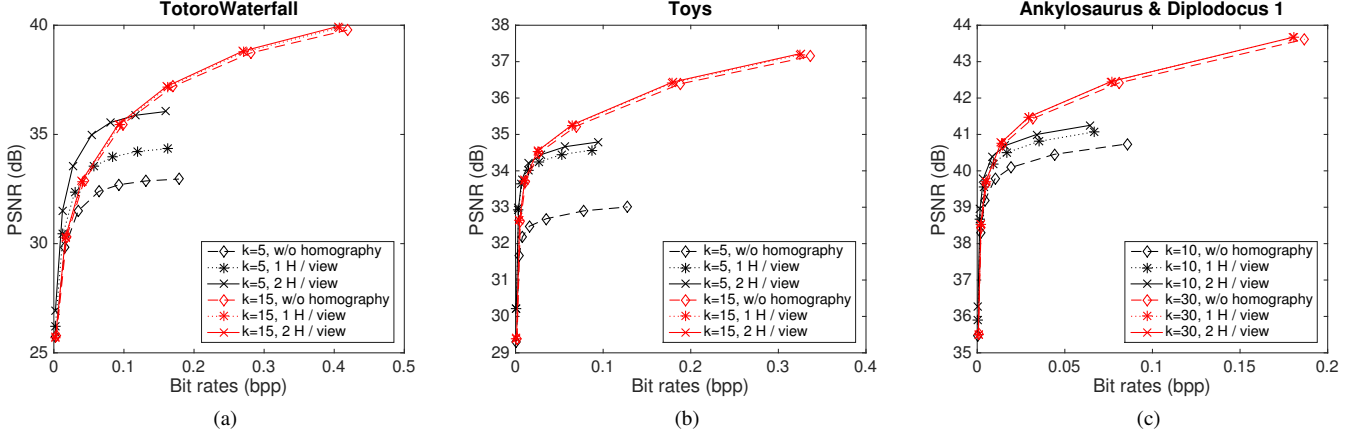 TotoroWaterfall
40
35
30
25
PSNR (dB)
0
0.1
0.2
0.3
0.4
0.5
Bit rates (bpp)
k=5, w/o homography
k=5, 1 H / view
k=5, 2 H / view
k=15, w/o homography
k=15, 1 H / view
k=15, 2 H / view
(a)
Toys
38
37
36
35
34
33
32
31
30
29
PSNR (dB)
0
0.1
0.2
0.3
0.4
Bit rates (bpp)
k=5, w/o homography
k=5, 1 H / view
k=5, 2 H / view
k=15, w/o homography
k=15, 1 H / view
k=15, 2 H / view
(b)
Ankylosaurus & Diplodocus 1
44
43
42
41
40
39
38
37
36
35
PSNR (dB)
0
0.05
0.1
0.15
0.2
Bit rates (bpp)
k=10, w/o homography
k=10, 1 H / view
k=10, 2 H / view
k=30, w/o homography
k=30, 1 H / view
k=30, 2 H / view
(c)